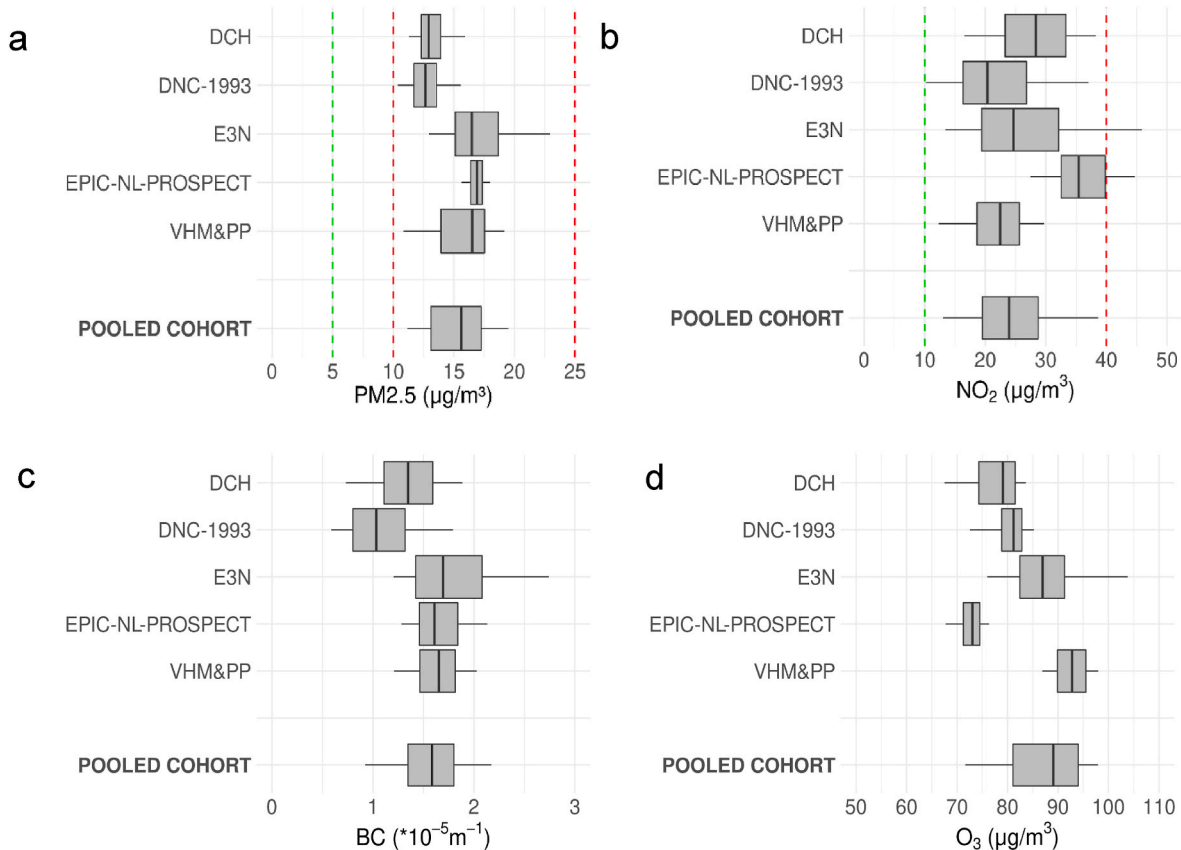 a
DCH
DNC-1993
E3N
EPIC-NL-PROSPECT
VHM&PP
POOLED COHORT
0 5 10 15 20 25
PM2.5 (µg/m³)
b
DCH
DNC-1993
E3N
EPIC-NL-PROSPECT
VHM&PP
POOLED COHORT
0 10 20 30 40 50
NO₂ (µg/m³)
c
DCH
DNC-1993
E3N
EPIC-NL-PROSPECT
VHM&PP
POOLED COHORT
0 1 2 3
BC (*10⁻⁵m⁻¹)
d
DCH
DNC-1993
E3N
EPIC-NL-PROSPECT
VHM&PP
POOLED COHORT
50 60 70 80 90 100 110
O₃ (µg/m³)